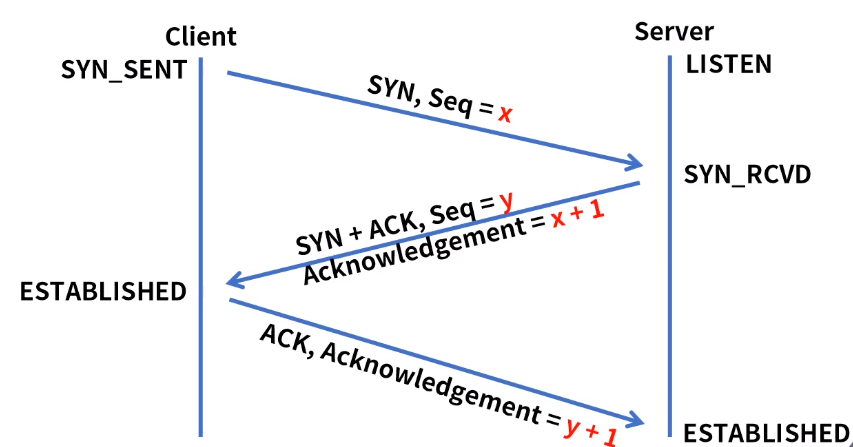 Client
Server
SYN_SENT
LISTEN
SYN, Seq = x
SYN_RCVD
SYN + ACK, Seq = y
Acknowledgement = x + 1
ESTABLISHED
ACK, Acknowledgement = y + 1
ESTABLISHED